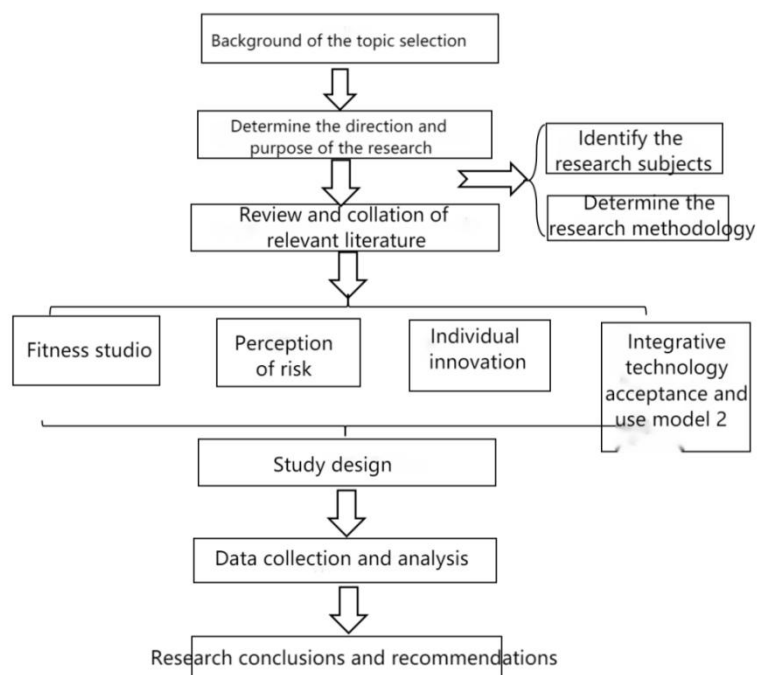 Background of the topic selection
Determine the direction and
purpose of the research
Identify the
research subjects
Determine the
research methodology
Review and collation of
relevant literature
Fitness studio
Perception
of risk
Individual
innovation
Integrative
technology
acceptance and
use model 2
Study design
Data collection and analysis
Research conclusions and recommendations